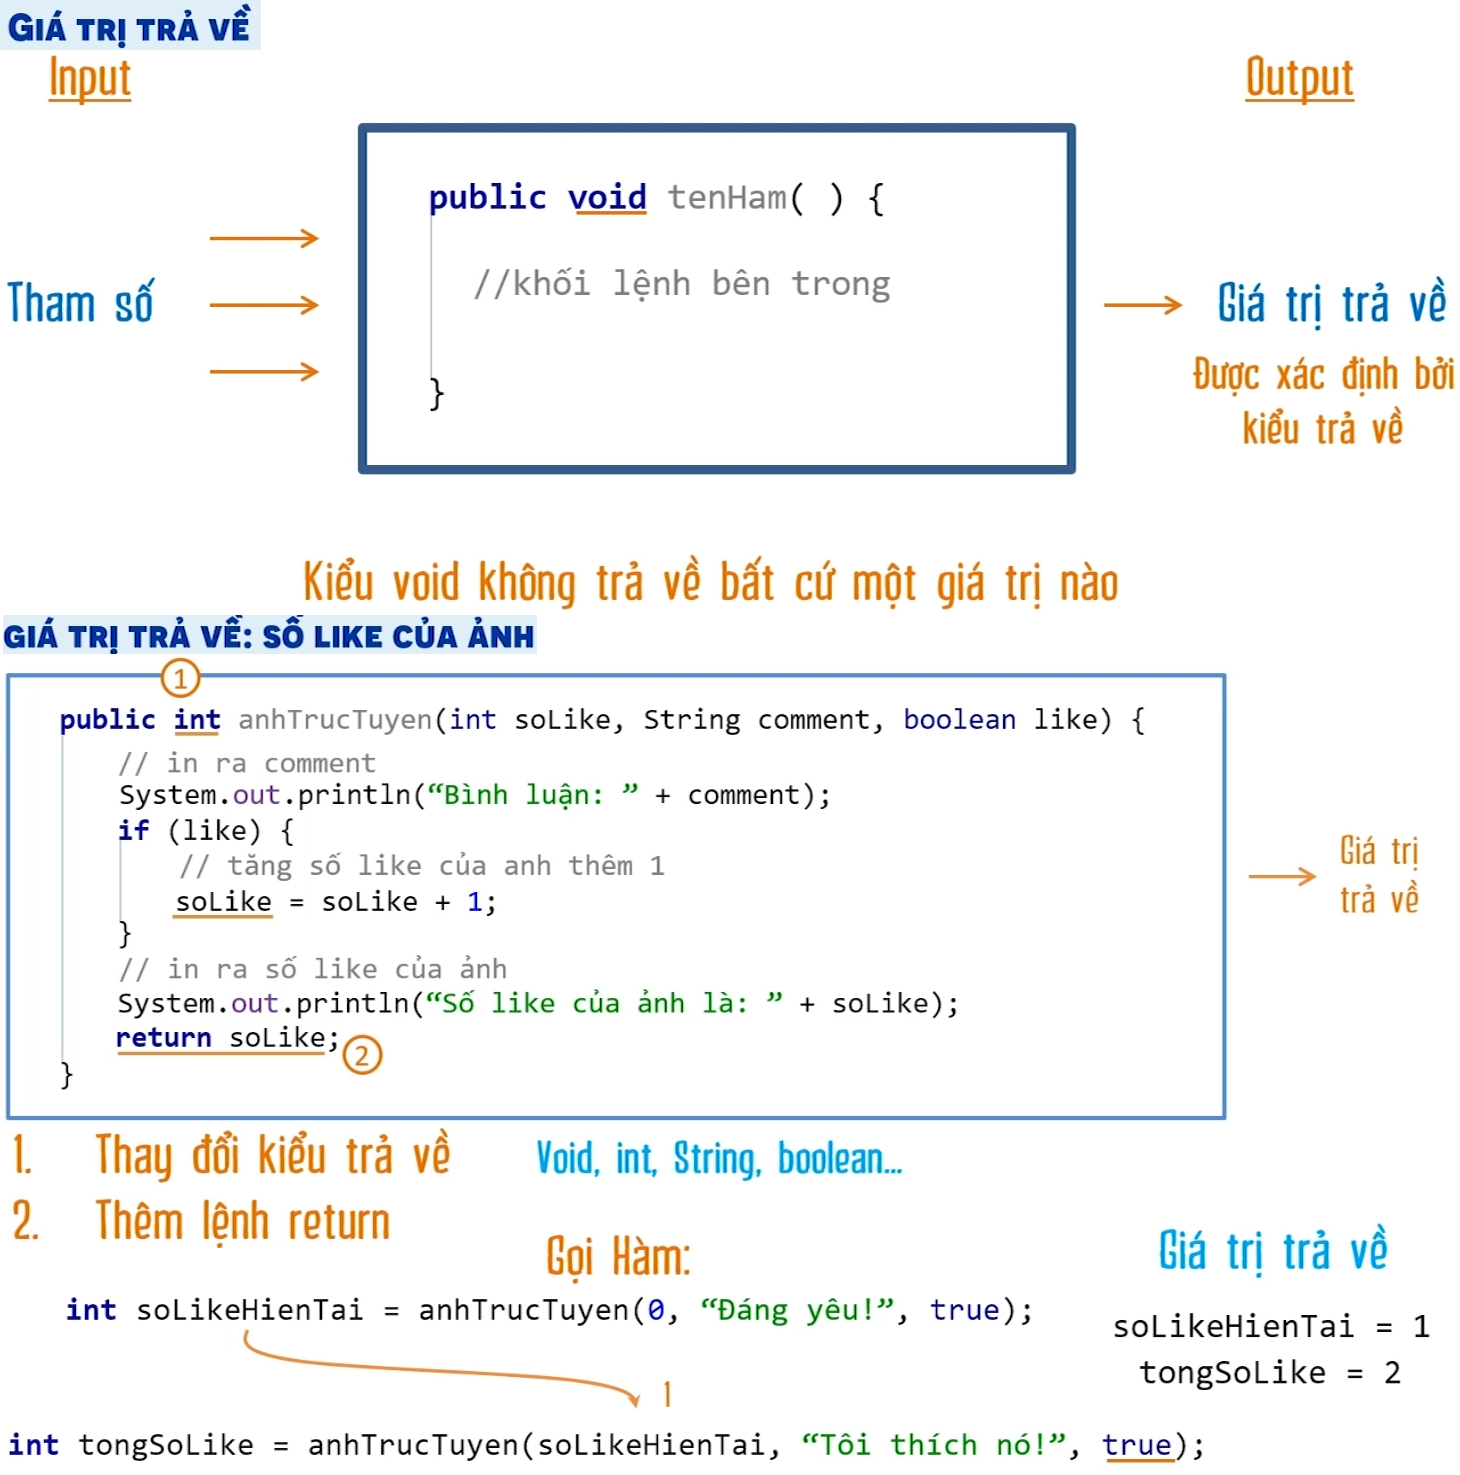 GIÁ TRỊ TRẢ VỀ
Input
Output
public void tenHam( ) {
//khối lệnh bên trong
}
Tham số
Giá trị trả về
Được xác định bởi
kiểu trả về
Kiểu void không trả về bất cứ một giá trị nào
GIÁ TRỊ TRẢ VỀ: SỐ LIKE CỦA ẢNH
1
public int anhTrucTuyen(int soLike, String comment, boolean like) {
// in ra comment
System.out.println(“Bình luận: ” + comment);
if (like) {
// tăng số like của anh thêm 1
soLike = soLike + 1;
}
// in ra số like của ảnh
System.out.println(“Số like của ảnh là: ” + soLike);
return soLike;
2
}
Giá trị
trả về
1. Thay đổi kiểu trả về
Void, int, String, boolean...
2. Thêm lệnh return
Gọi Hàm:
Giá trị trả về
int soLikeHienTai = anhTrucTuyen(0, “Đáng yêu!”, true);
soLikeHienTai = 1
tongSoLike = 2
1
int tongSoLike = anhTrucTuyen(soLikeHienTai, “Tôi thích nó!”, true);